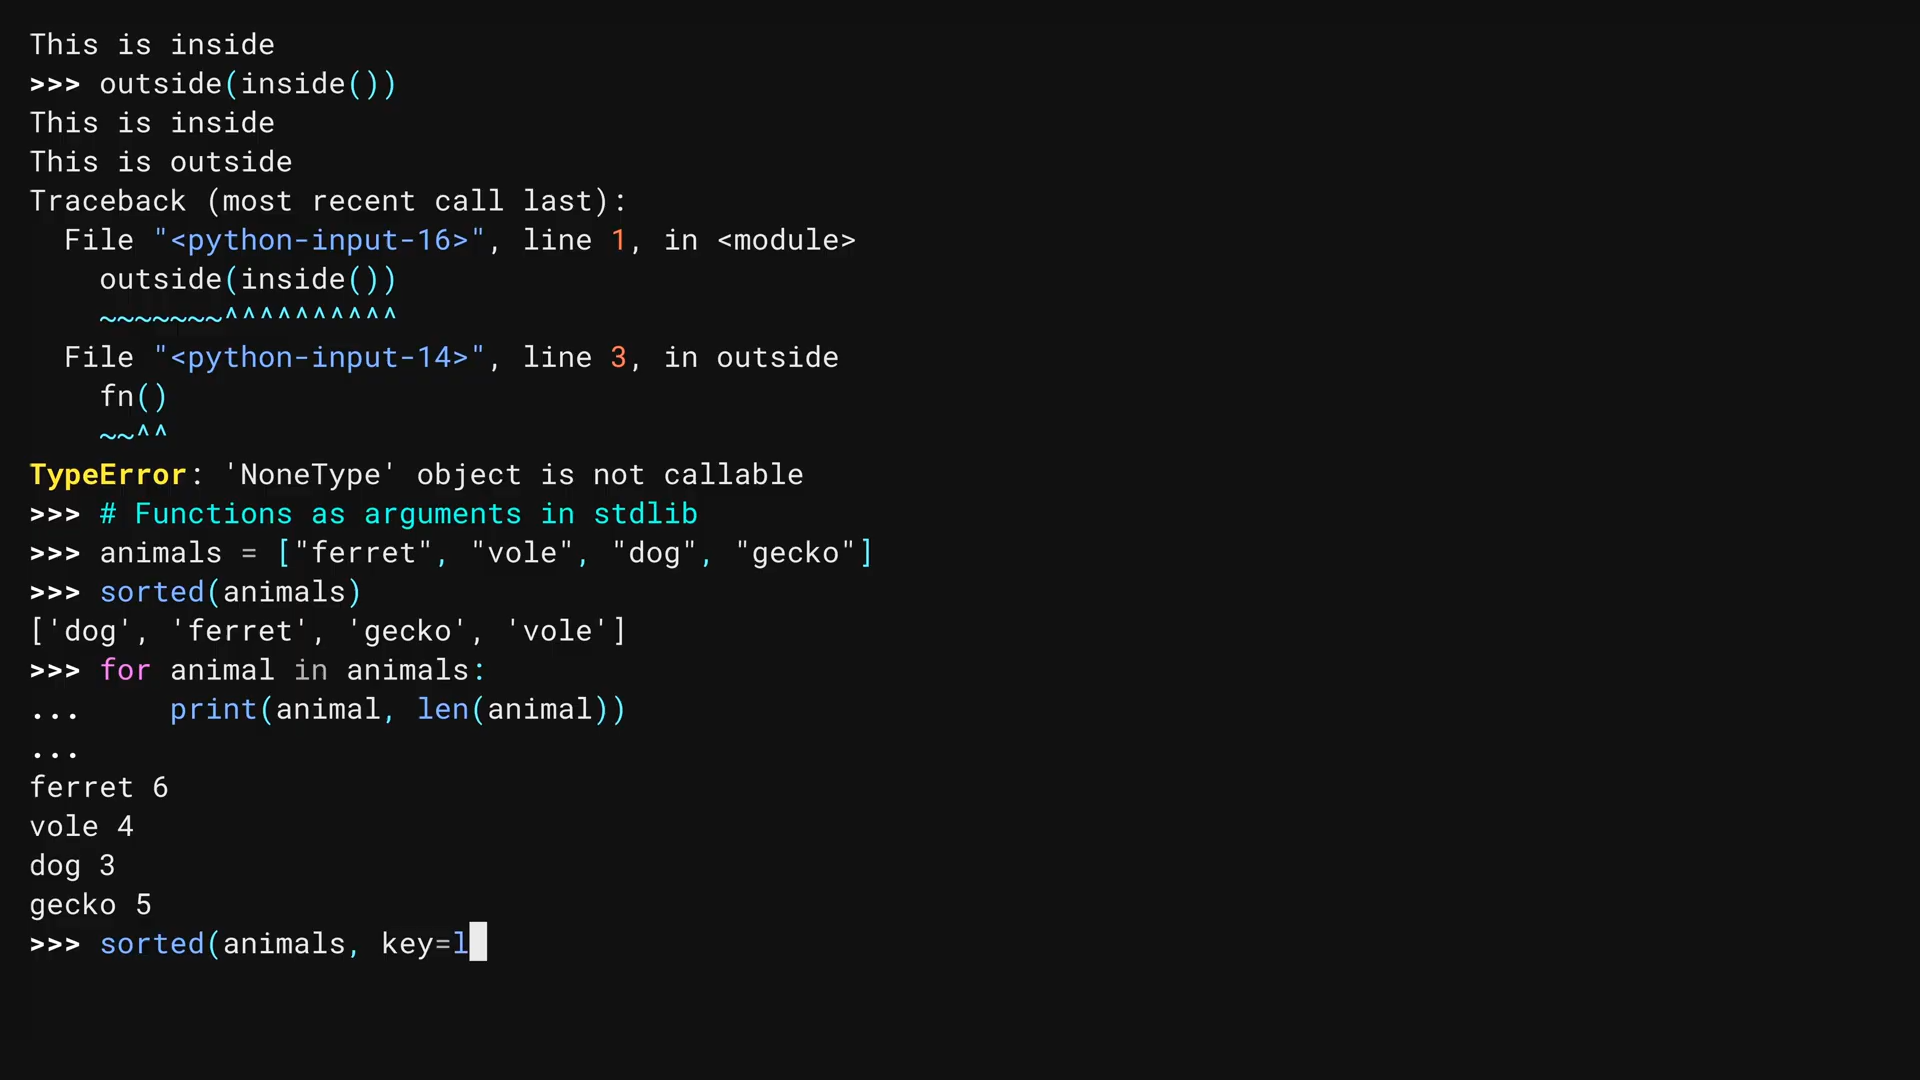 This is inside
>>> outside(inside())
This is inside
This is outside
Traceback (most recent call last):
  File "<python-input-16>", line 1, in <module>
    outside(inside())
    ~~~~~~~^^^^^^^^^^
  File "<python-input-14>", line 3, in outside
    fn()
    ~~^^
TypeError: 'NoneType' object is not callable
>>> # Functions as arguments in stdlib
>>> animals = ["ferret", "vole", "dog", "gecko"]
>>> sorted(animals)
['dog', 'ferret', 'gecko', 'vole']
>>> for animal in animals:
...     print(animal, len(animal))
...
ferret 6
vole 4
dog 3
gecko 5
>>> sorted(animals, key=l